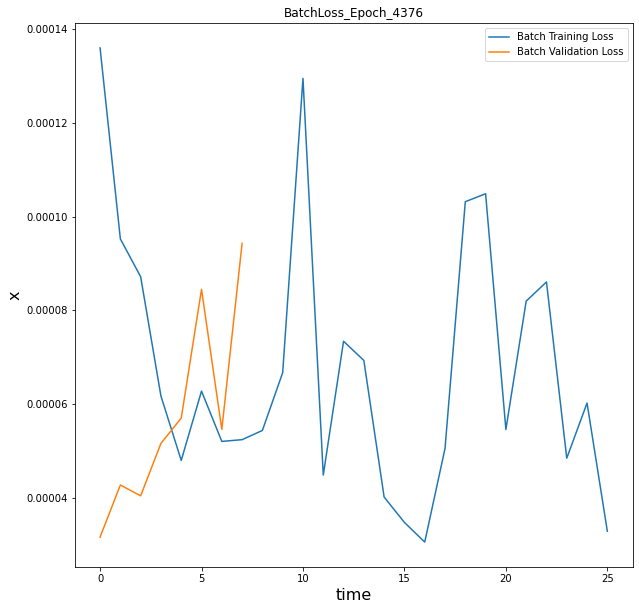 BatchLoss_Epoch_4376
Batch Training Loss
Batch Validation Loss
0.00014
0.00012
0.00010
0.00008
0.00006
0.00004
x
0 5 10 15 20 25
time